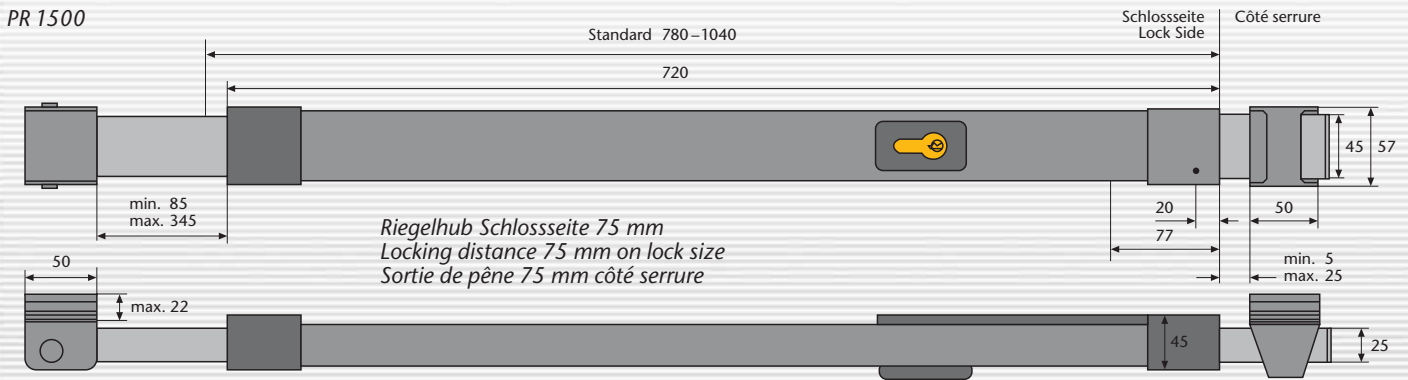 PR 1500
Schlossseite
Lock Side
Côté serrure
Standard 780–1040
720
45
57
min. 85
max. 345
20
50
77
Riegelhub Schlossseite 75 mm
Locking distance 75 mm on lock size
Sortie de pêne 75 mm côté serrure
50
min. 5
max. 25
max. 22
45
25